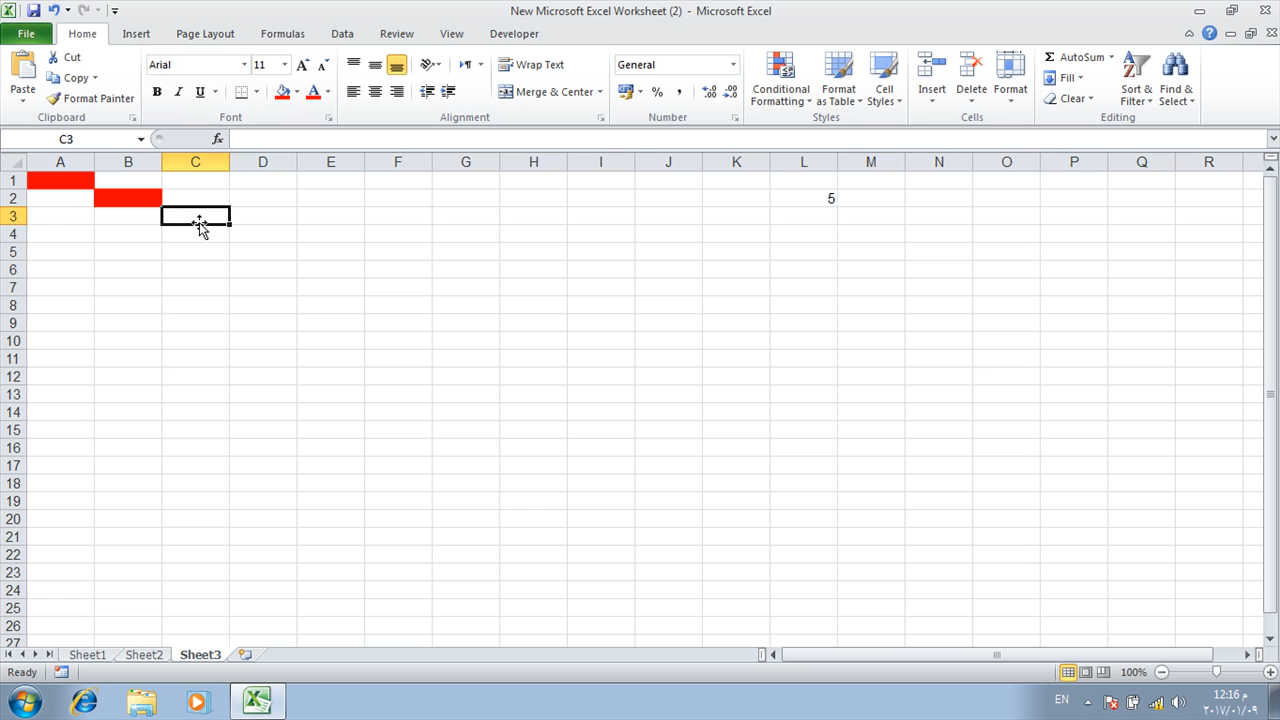 New Microsoft Excel Worksheet (2) - Microsoft Excel
File Home Insert Page Layout Formulas Data Review View Developer
Cut
Copy
Format Painter
Paste
Clipboard
Arial 11
B I U
Font
Wrap Text
Merge & Center
Alignment
General
% ,
Number
Conditional Formatting
Format as Table
Cell Styles
Styles
Insert
Delete
Format
Cells
Σ AutoSum
Fill
Clear
Sort & Filter
Find & Select
Editing
C3 fx
A B C D E F G H I J K L M N O P Q R
1
2 5
3
4
5
6
7
8
9
10
11
12
13
14
15
16
17
18
19
20
21
22
23
24
25
26
27
Sheet1 Sheet2 Sheet3
Ready 100%
EN
12:16 م
٢٠١٧/٠١/٠٩